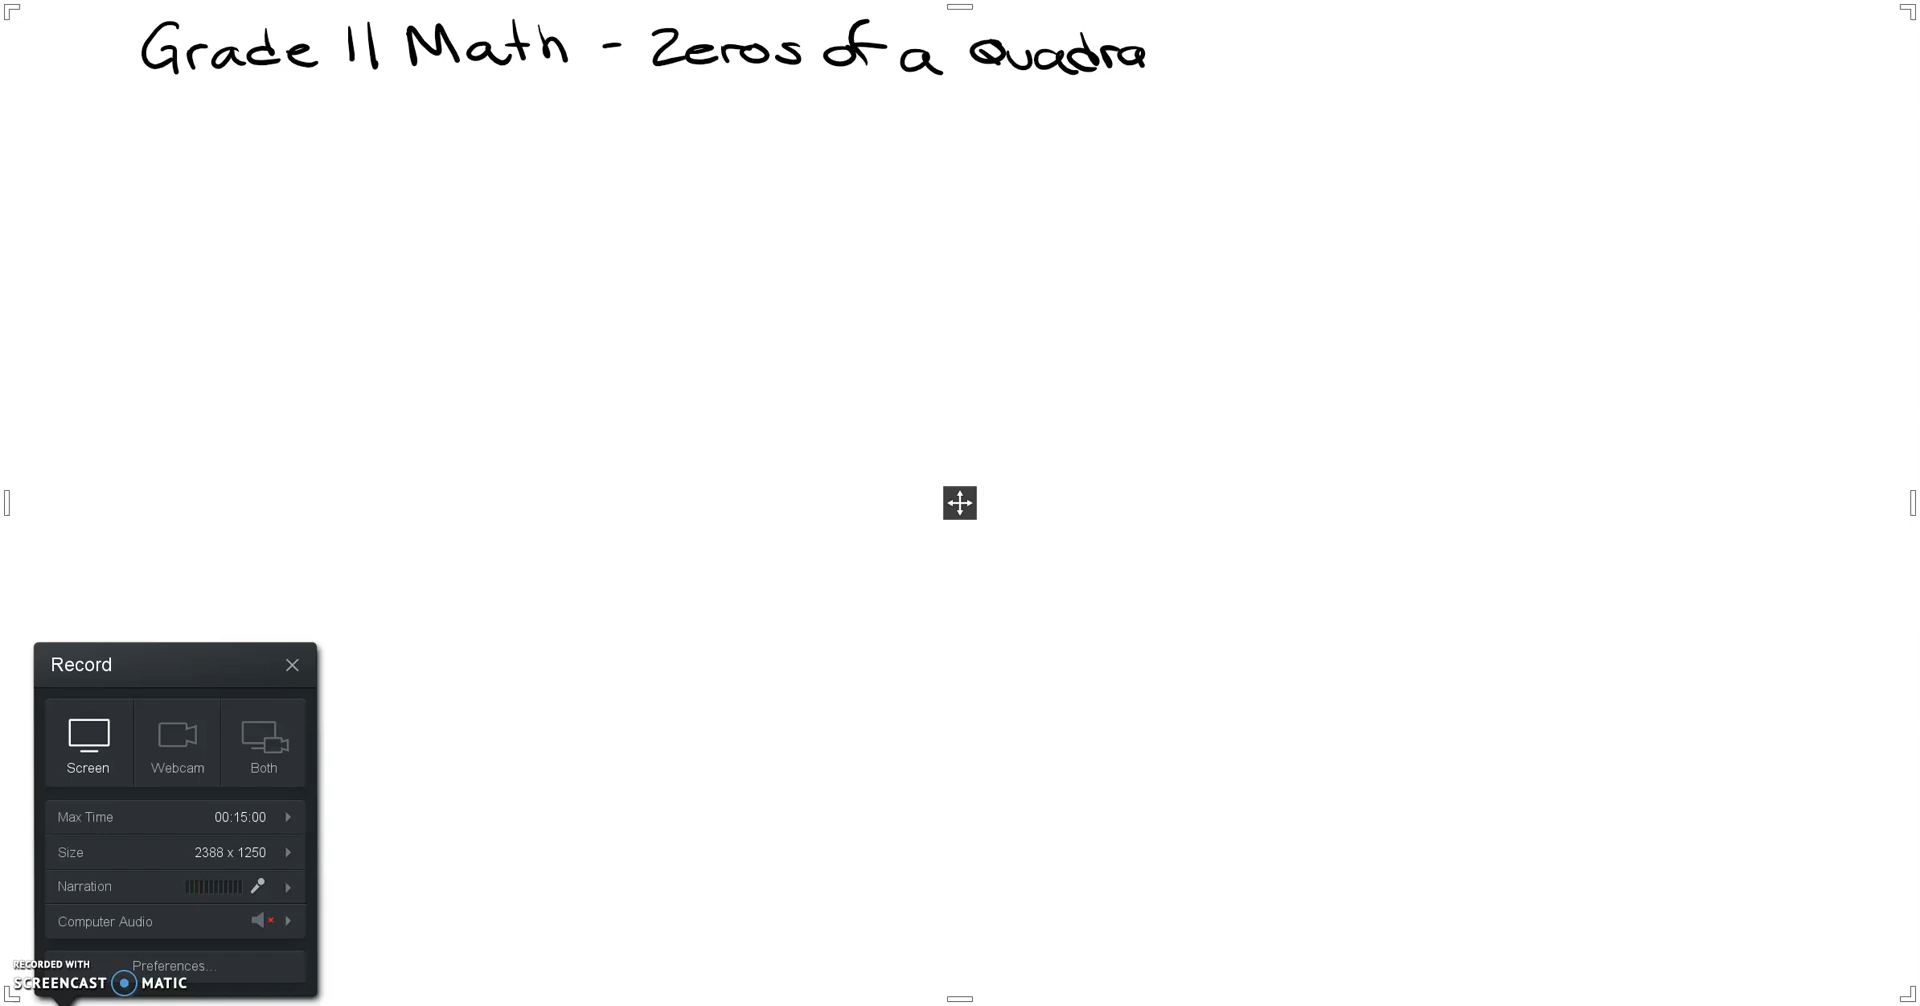 Grade 11 Math - Zeros of a Quadra
Record
Screen
Webcam
Both
Max Time 00:15:00
Size 2388 x 1250
Narration
Computer Audio
Preferences...
RECORDED WITH
SCREENCAST MATIC